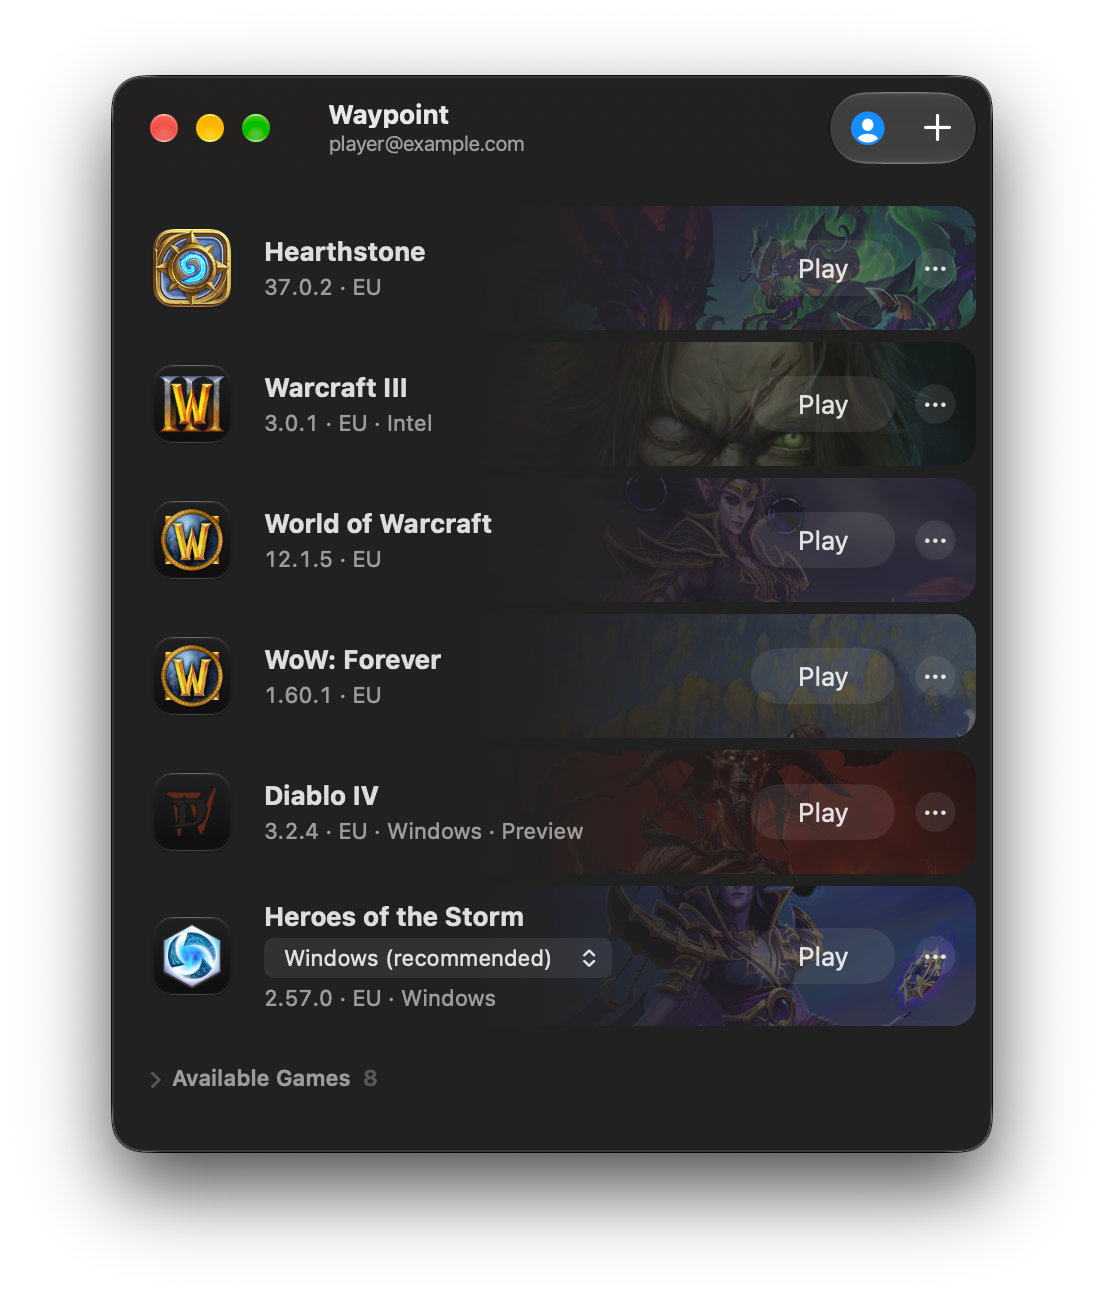 Waypoint
player@example.com
Hearthstone
37.0.2 · EU
Play
Warcraft III
3.0.1 · EU · Intel
Play
World of Warcraft
12.1.5 · EU
Play
WoW: Forever
1.60.1 · EU
Play
Diablo IV
3.2.4 · EU · Windows · Preview
Play
Heroes of the Storm
Windows (recommended)
2.57.0 · EU · Windows
Play
Available Games 8